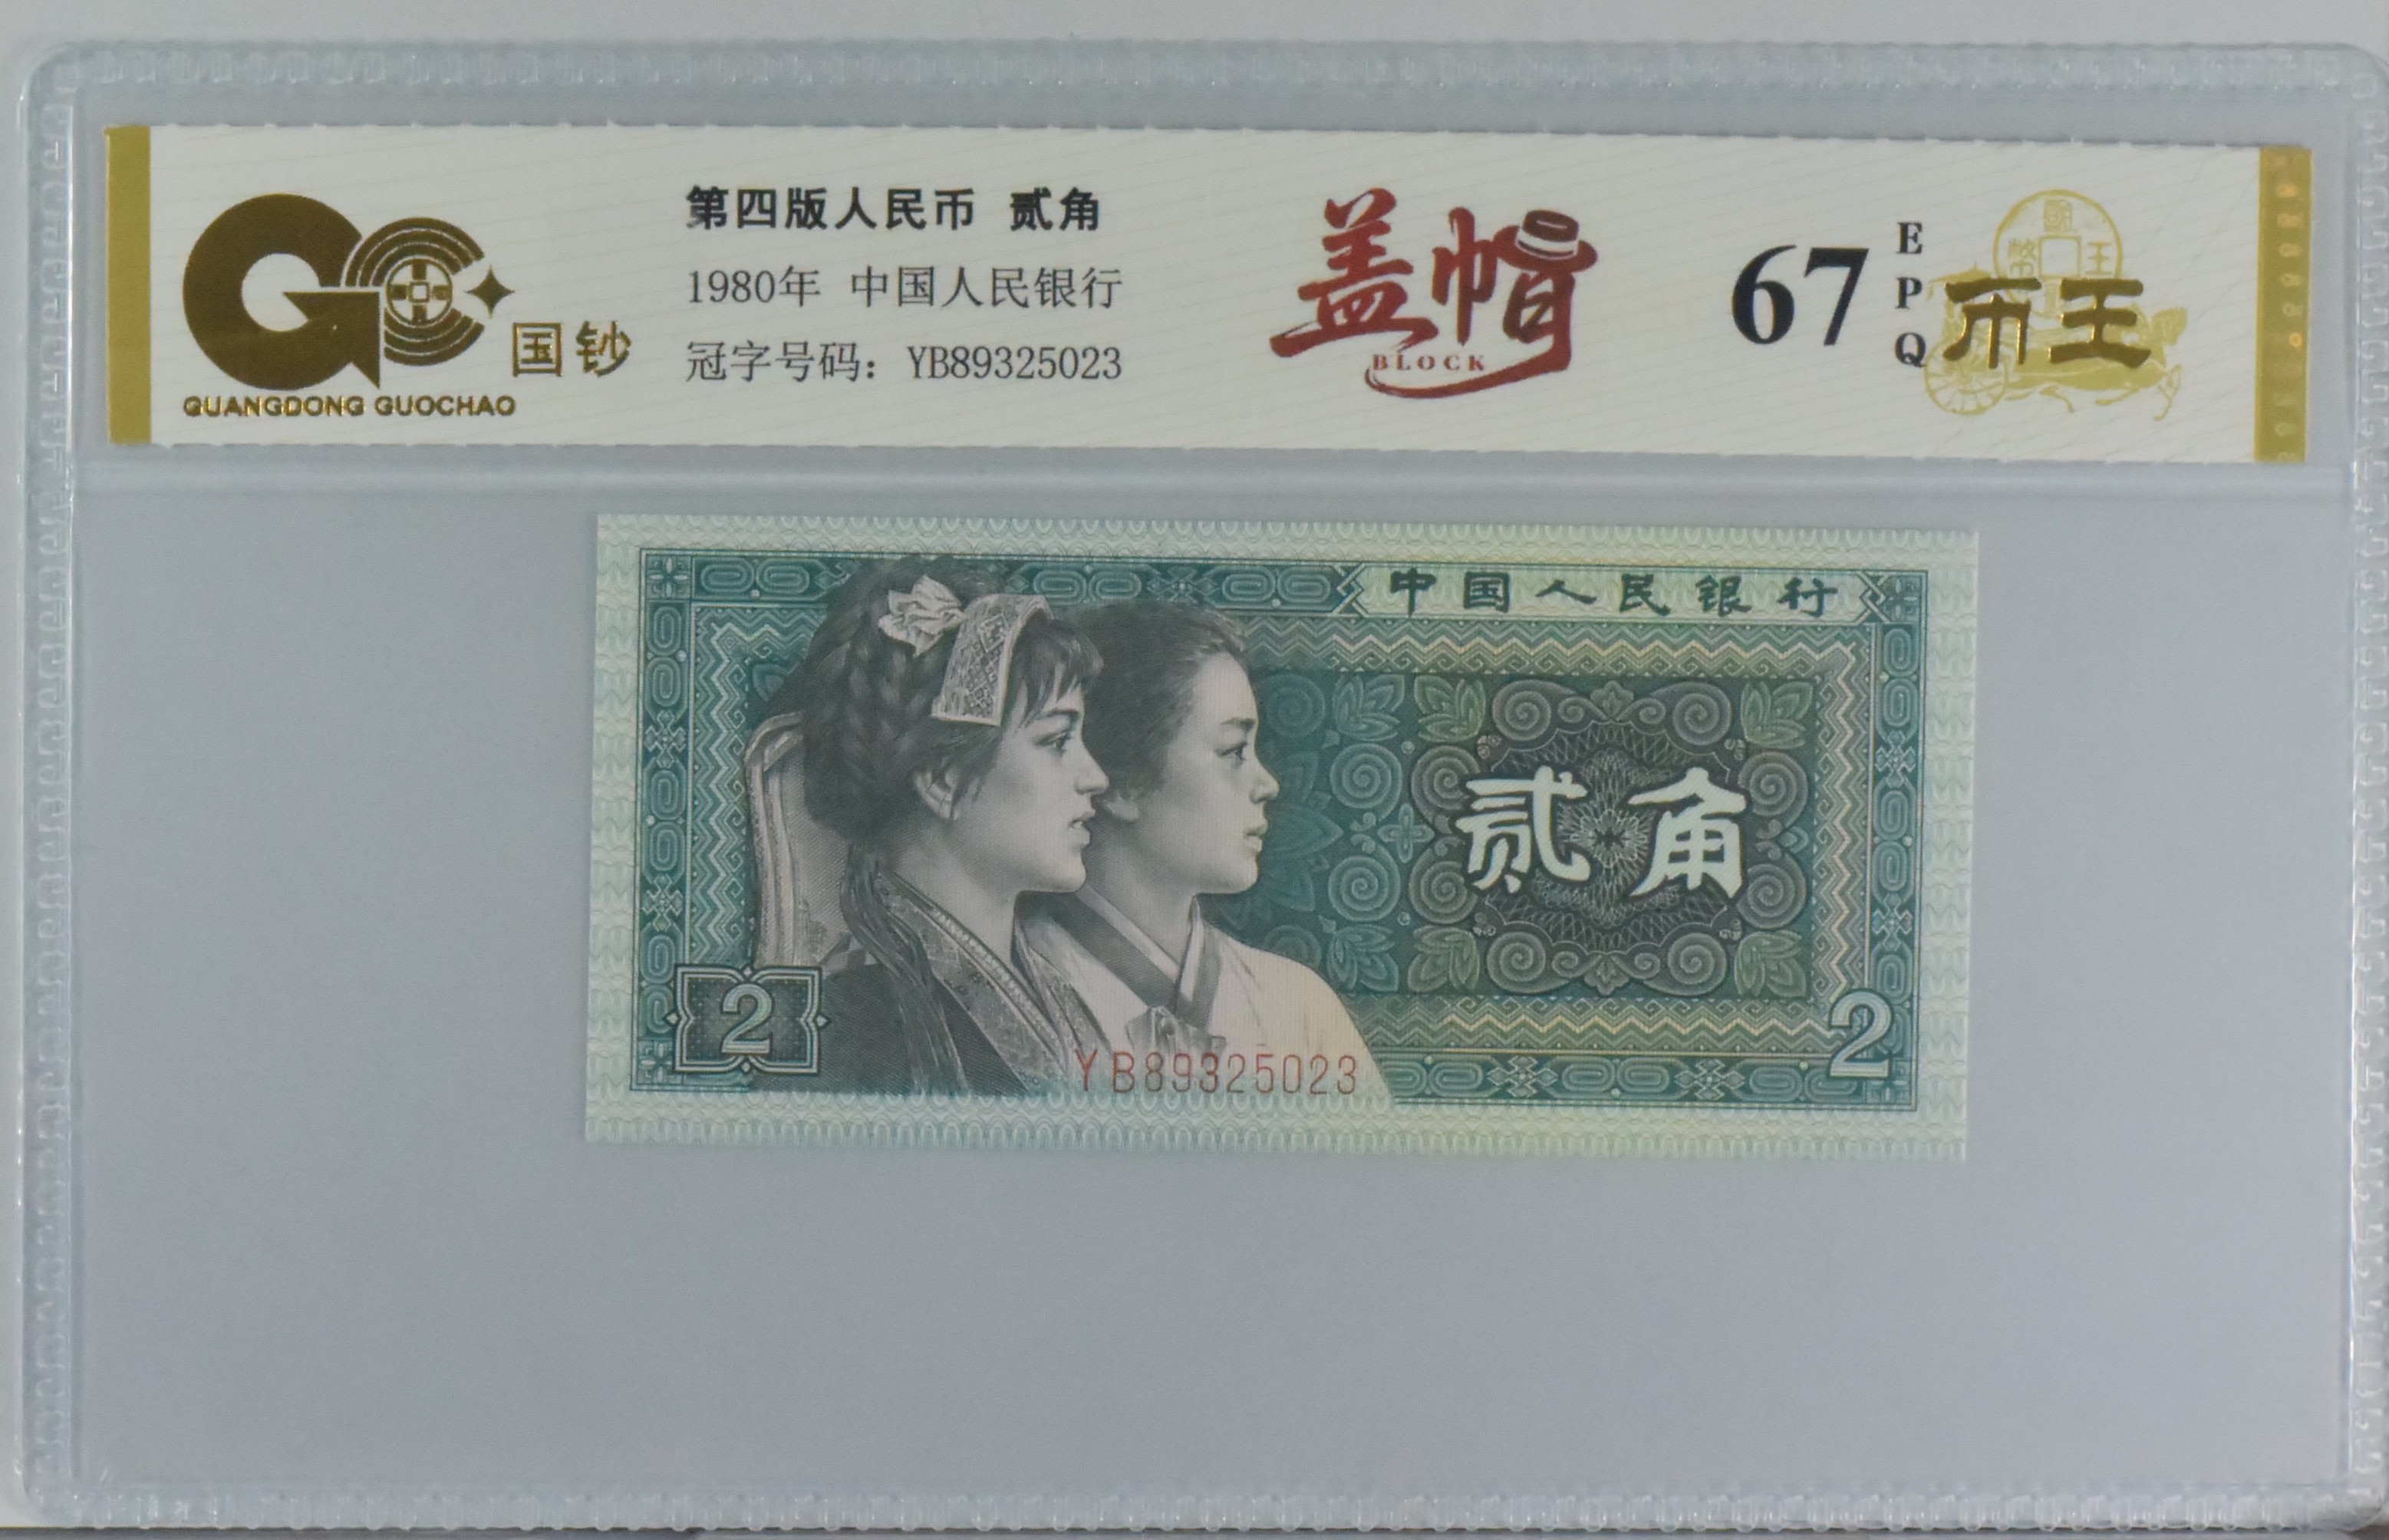 国钞
GUANGDONG GUOCHAO
第四版人民币 贰角
1980年 中国人民银行
冠字号码：YB89325023
盖帽
BLOCK
67
EPQ
币王
中国人民银行
贰角
2
2
YB89325023